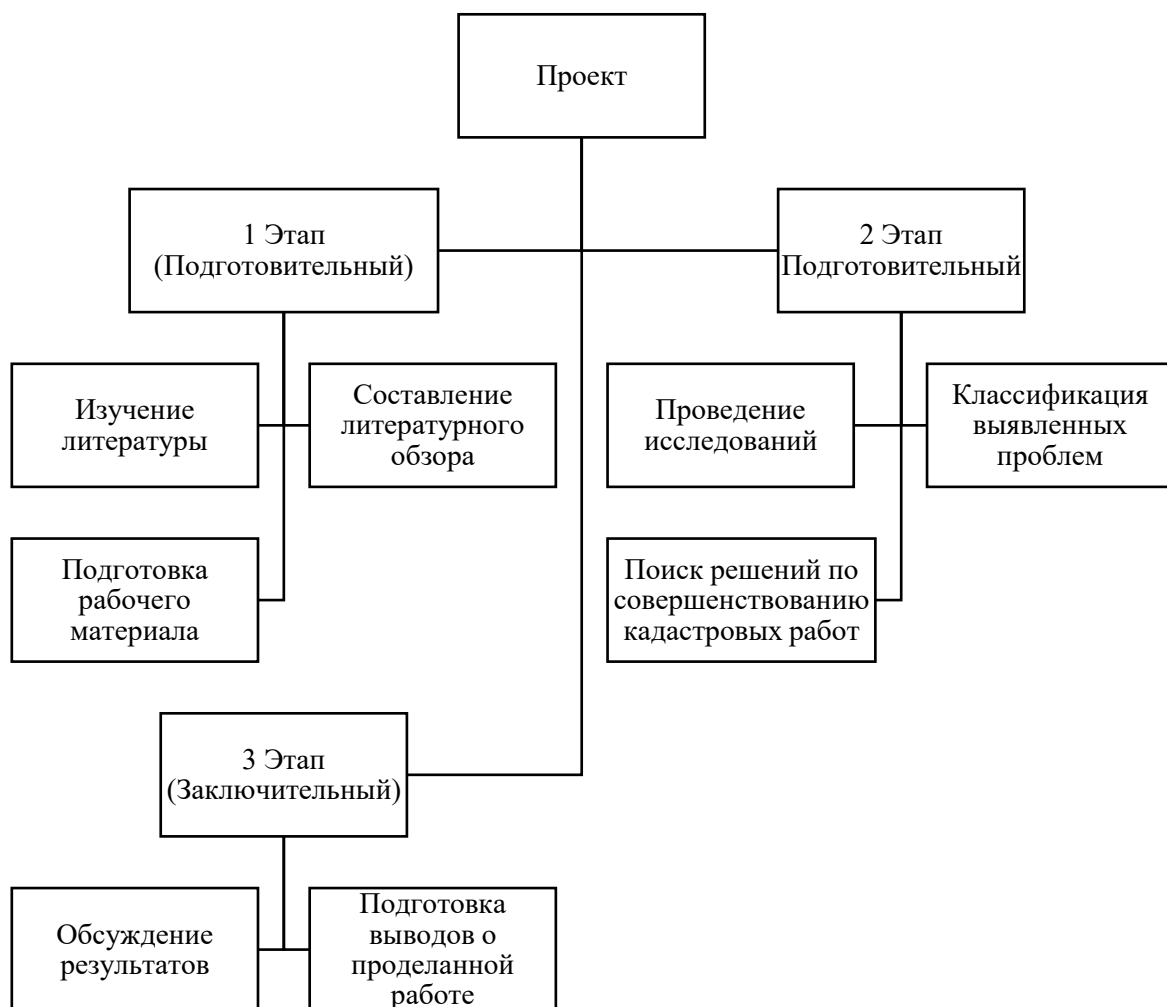 Проект
1 Этап
(Подготовительный)
2 Этап
Подготовительный
Изучение
литературы
Составление
литературного
обзора
Проведение
исследований
Классификация
выявленных
проблем
Подготовка
рабочего
материала
Поиск решений по
совершенствованию
кадастровых работ
3 Этап
(Заключительный)
Обсуждение
результатов
Подготовка
выводов о
проделанной
работе